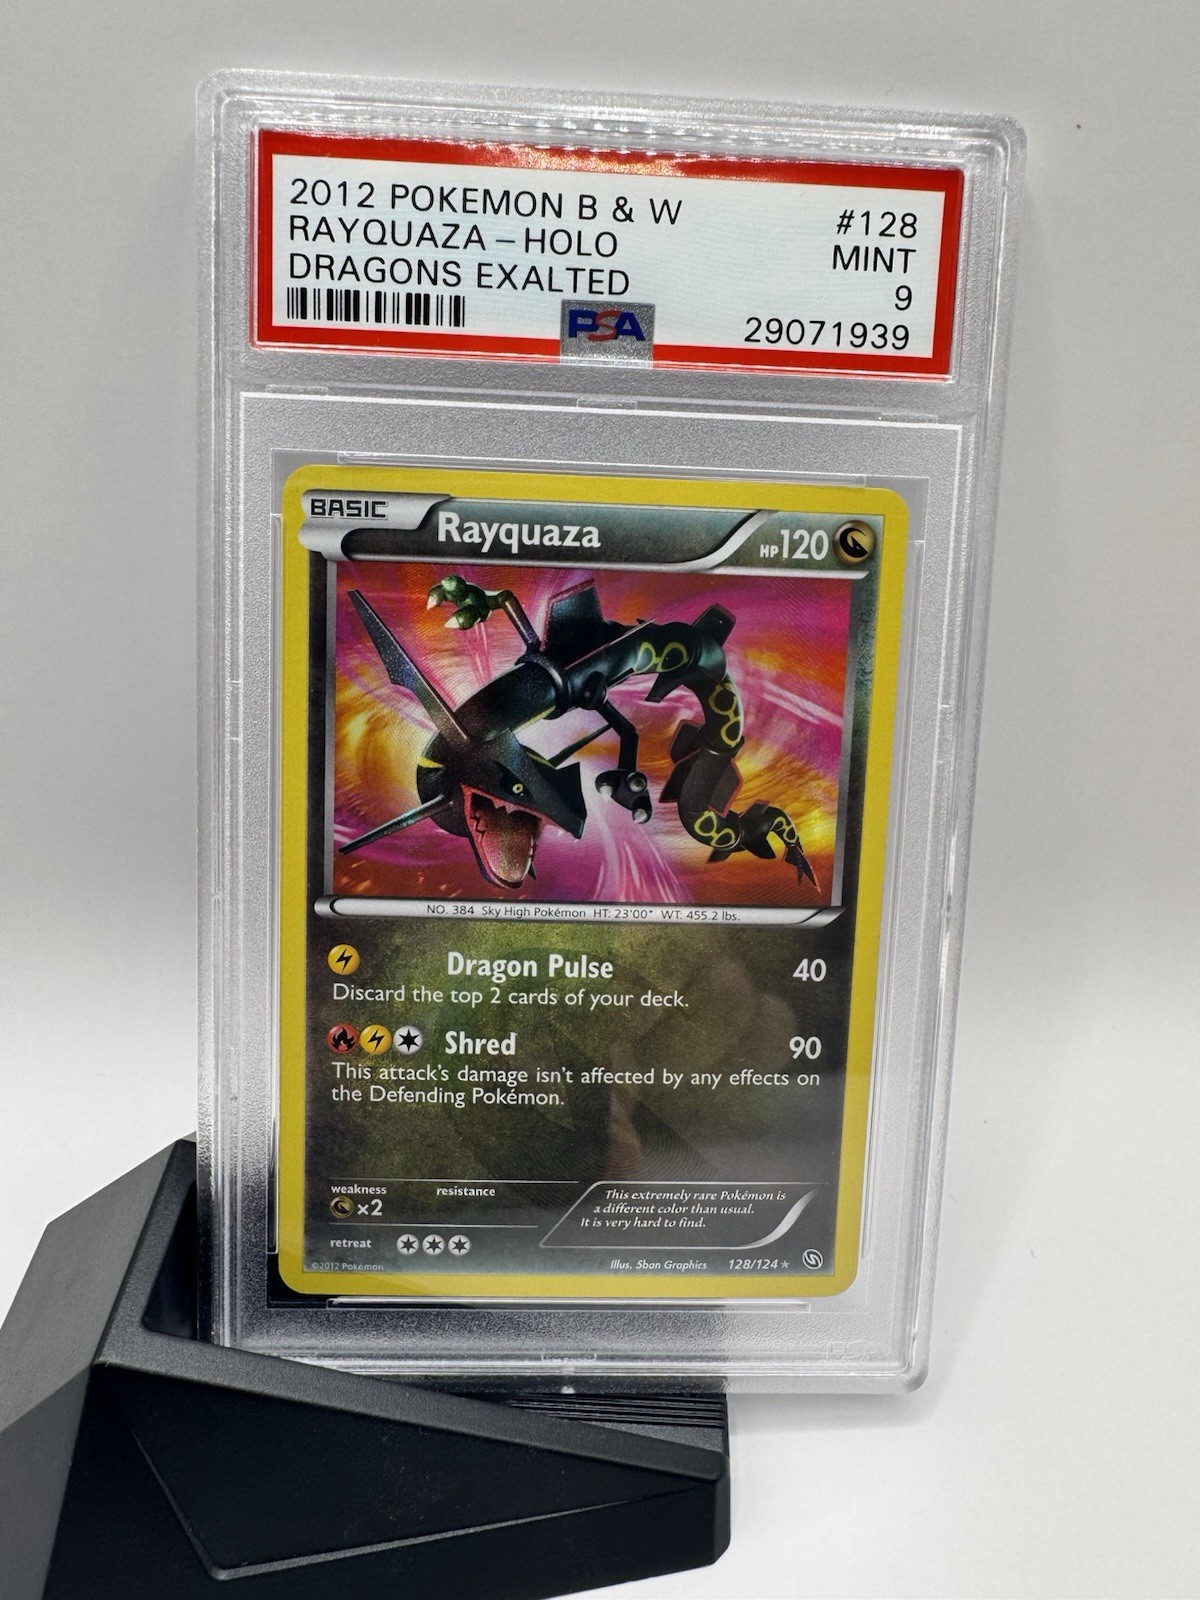 2012 POKEMON B & W #128
RAYQUAZA – HOLO MINT
DRAGONS EXALTED 9
PSA 29071939
BASIC Rayquaza HP120
NO. 384 Sky High Pokémon HT: 23'00" WT: 455.2 lbs.
Dragon Pulse 40
Discard the top 2 cards of your deck.
Shred 90
This attack's damage isn't affected by any effects on
the Defending Pokémon.
weakness resistance
×2
retreat
This extremely rare Pokémon is
a different color than usual.
It is very hard to find.
©2012 Pokémon Illus. 5ban Graphics 128/124 ★
PSA